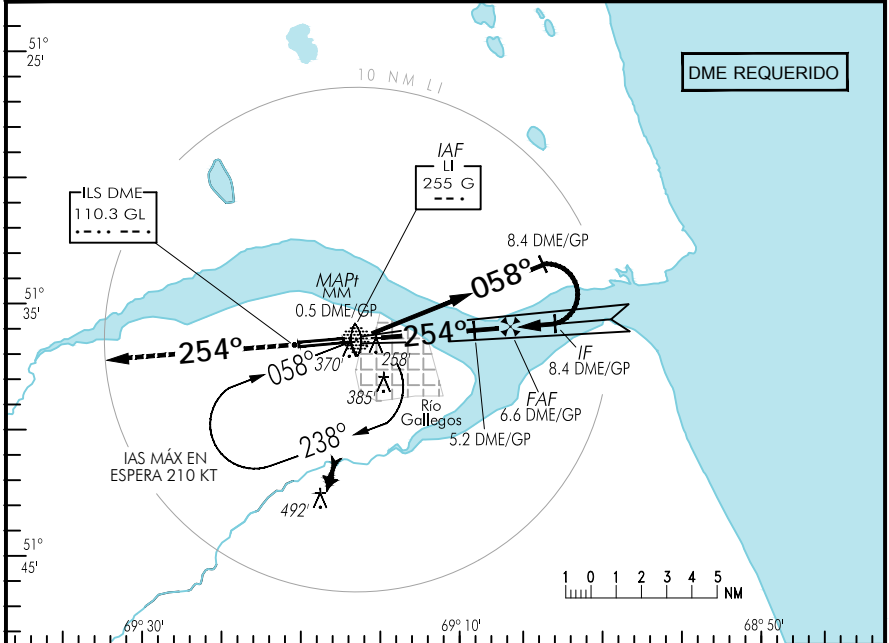 51°
25'
10 NM LI
DME REQUERIDO
IAF
LI
255 G
ILS DME
110.3 GL
8.4 DME/GP
058°
MAPt
MM
0.5 DME/GP
51°
35'
254°
254°
058°
370'
258'
IF
8.4 DME/GP
385'
FAF
6.6 DME/GP
Río
Gallegos
5.2 DME/GP
238°
IAS MÁX EN
ESPERA 210 KT
492'
51°
45'
1 0 1 2 3 4 5
NM
69° 30'
69° 10'
68° 50'